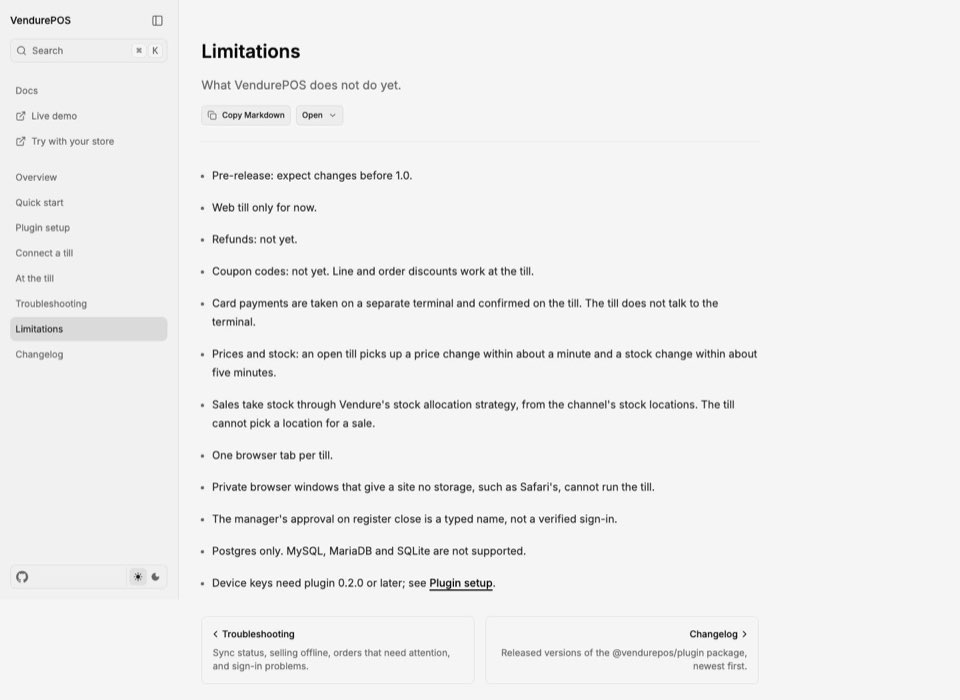 VendurePOS
Search
⌘ K
Docs
Live demo
Try with your store
Overview
Quick start
Plugin setup
Connect a till
At the till
Troubleshooting
Limitations
Changelog
Limitations
What VendurePOS does not do yet.
Copy Markdown
Open
Pre-release: expect changes before 1.0.
Web till only for now.
Refunds: not yet.
Coupon codes: not yet. Line and order discounts work at the till.
Card payments are taken on a separate terminal and confirmed on the till. The till does not talk to the
terminal.
Prices and stock: an open till picks up a price change within about a minute and a stock change within about
five minutes.
Sales take stock through Vendure's stock allocation strategy, from the channel's stock locations. The till
cannot pick a location for a sale.
One browser tab per till.
Private browser windows that give a site no storage, such as Safari's, cannot run the till.
The manager's approval on register close is a typed name, not a verified sign-in.
Postgres only. MySQL, MariaDB and SQLite are not supported.
Device keys need plugin 0.2.0 or later; see Plugin setup.
Troubleshooting
Sync status, selling offline, orders that need attention,
and sign-in problems.
Changelog
Released versions of the @vendurepos/plugin package,
newest first.